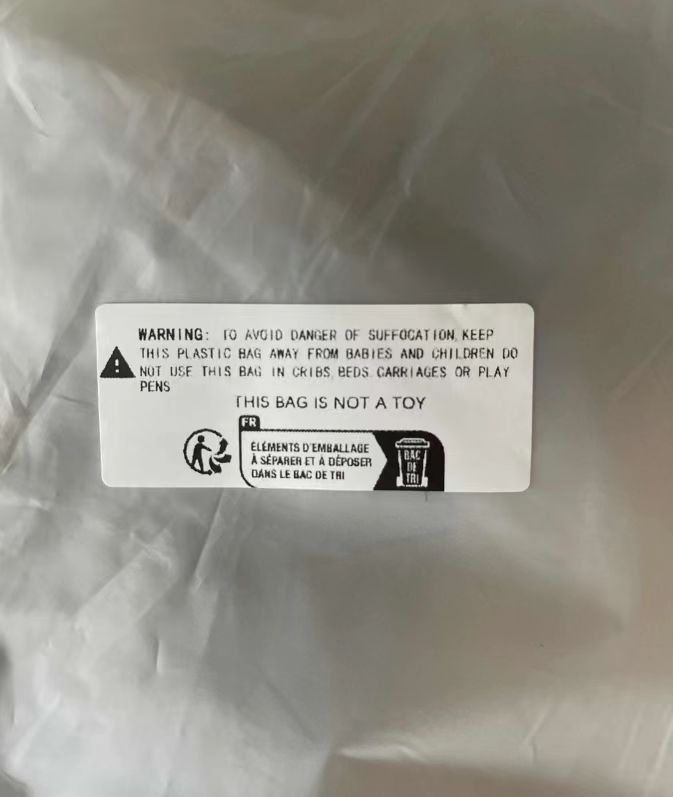 WARNING: TO AVOID DANGER OF SUFFOCATION, KEEP
THIS PLASTIC BAG AWAY FROM BABIES AND CHILDREN DO
NOT USE THIS BAG IN CRIBS, BEDS, CARRIAGES OR PLAY
PENS
THIS BAG IS NOT A TOY
FR
ÉLÉMENTS D'EMBALLAGE
À SÉPARER ET À DÉPOSER
DANS LE BAC DE TRI
BAC
DE
TRI